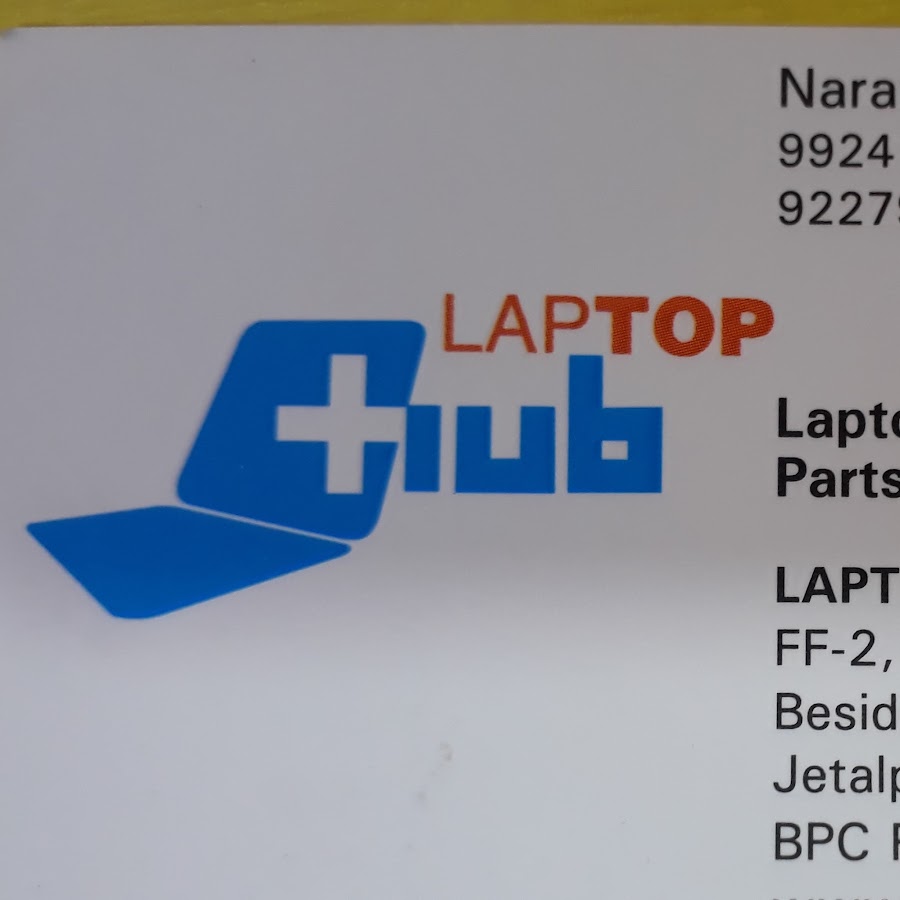 LAPTOP
Hub
Nara
9924
9227
Lapto
Parts
LAPT
FF-2,
Besid
Jetalp
BPC